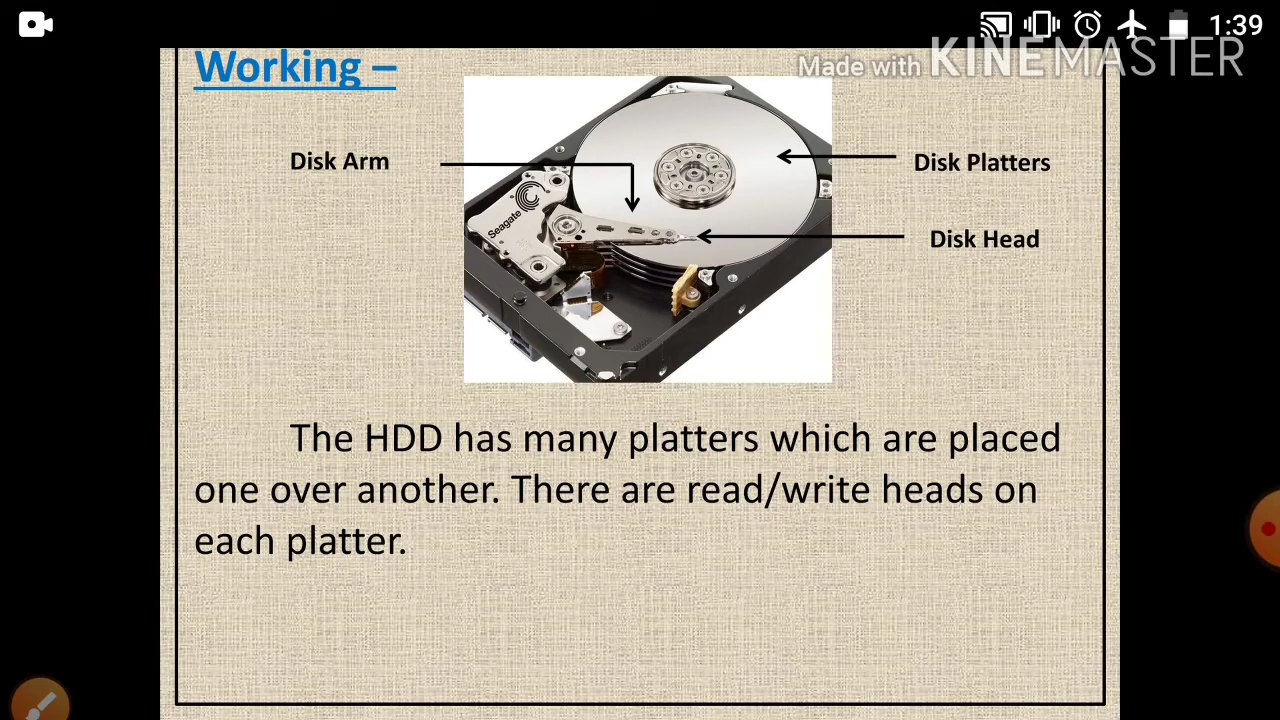 1:39
Made with KINEMASTER
Working –
Disk Arm
Disk Platters
Seagate
Disk Head
The HDD has many platters which are placed
one over another. There are read/write heads on
each platter.